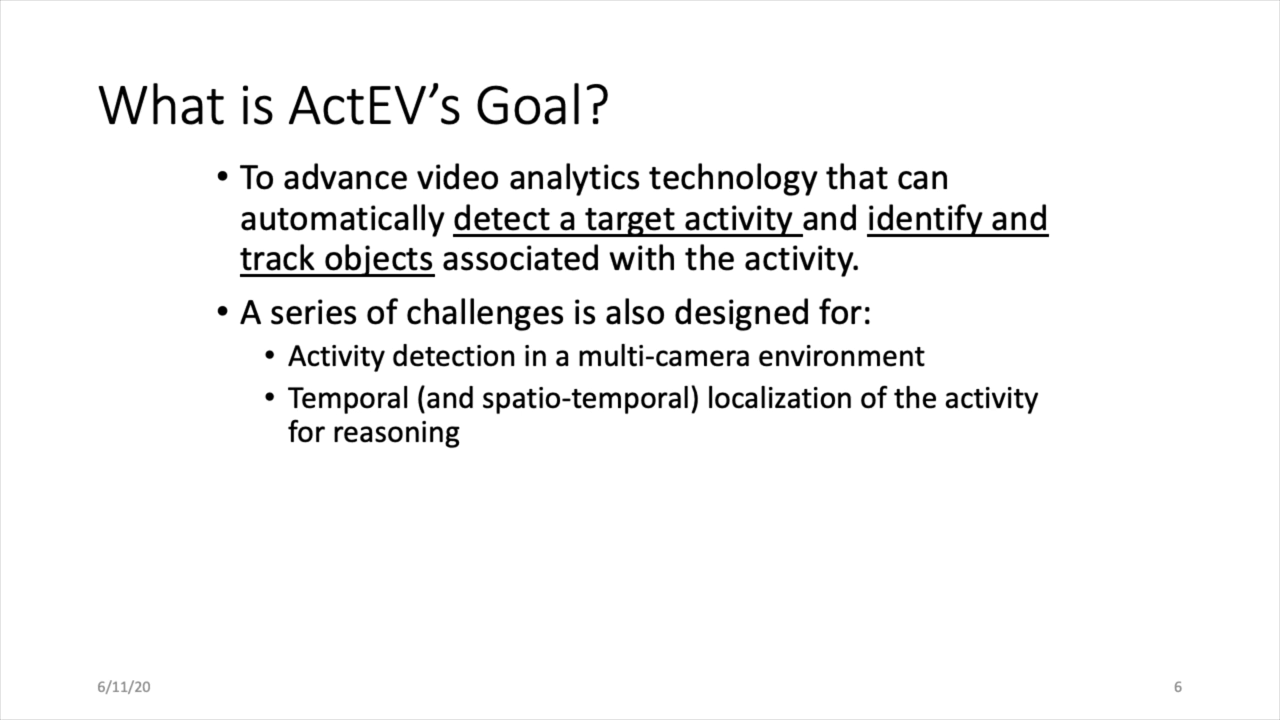 What is ActEV’s Goal?
• To advance video analytics technology that can
automatically detect a target activity and identify and
track objects associated with the activity.
• A series of challenges is also designed for:
• Activity detection in a multi-camera environment
• Temporal (and spatio-temporal) localization of the activity
for reasoning
6/11/20
6